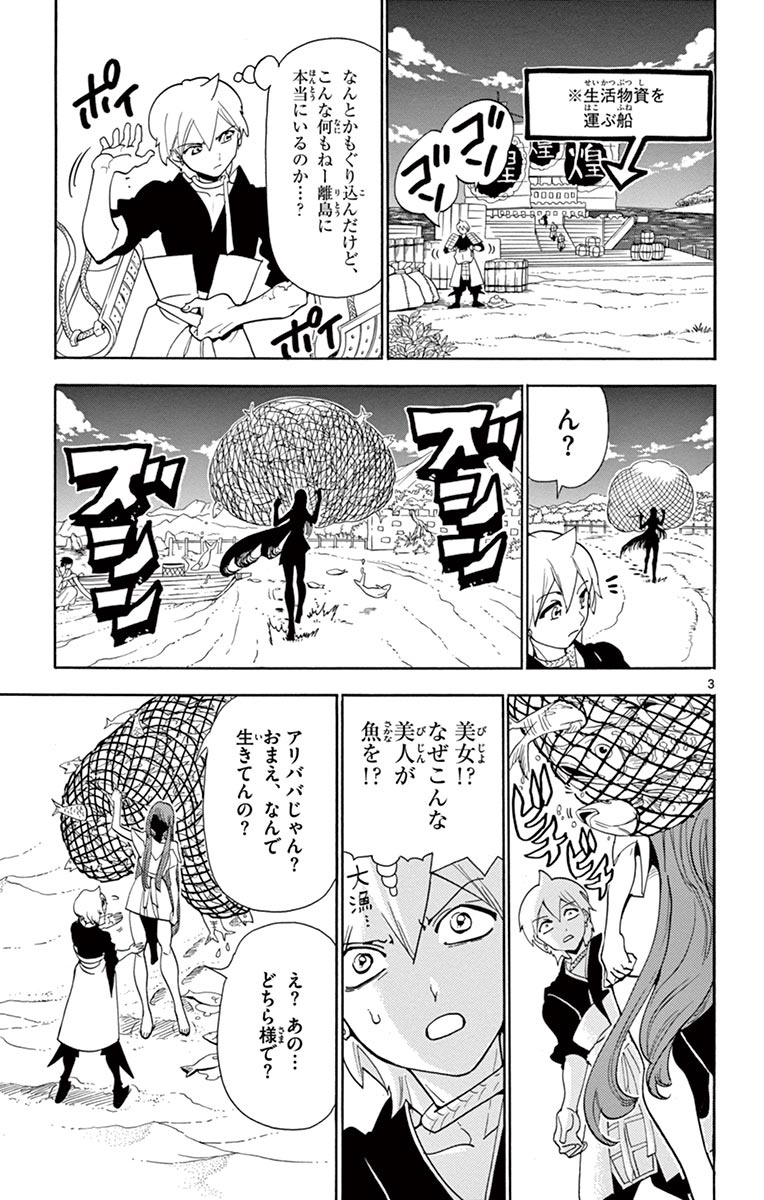 ※生活物資を
運ぶ船
煌
煌
煌
ゴソ
ゴソ
なんとかもぐり込んだけど、
こんな何もねー離島に
本当にいるのか…?
ポイ
ポイ
ん?
ズシン
ズシン
3
ビチ
ビチ
美女!?
なぜこんな
美人が
魚を!?
大漁…
アリババじゃん?
おまえ、なんで
生きてんの?
え? あの…
どちら様で?